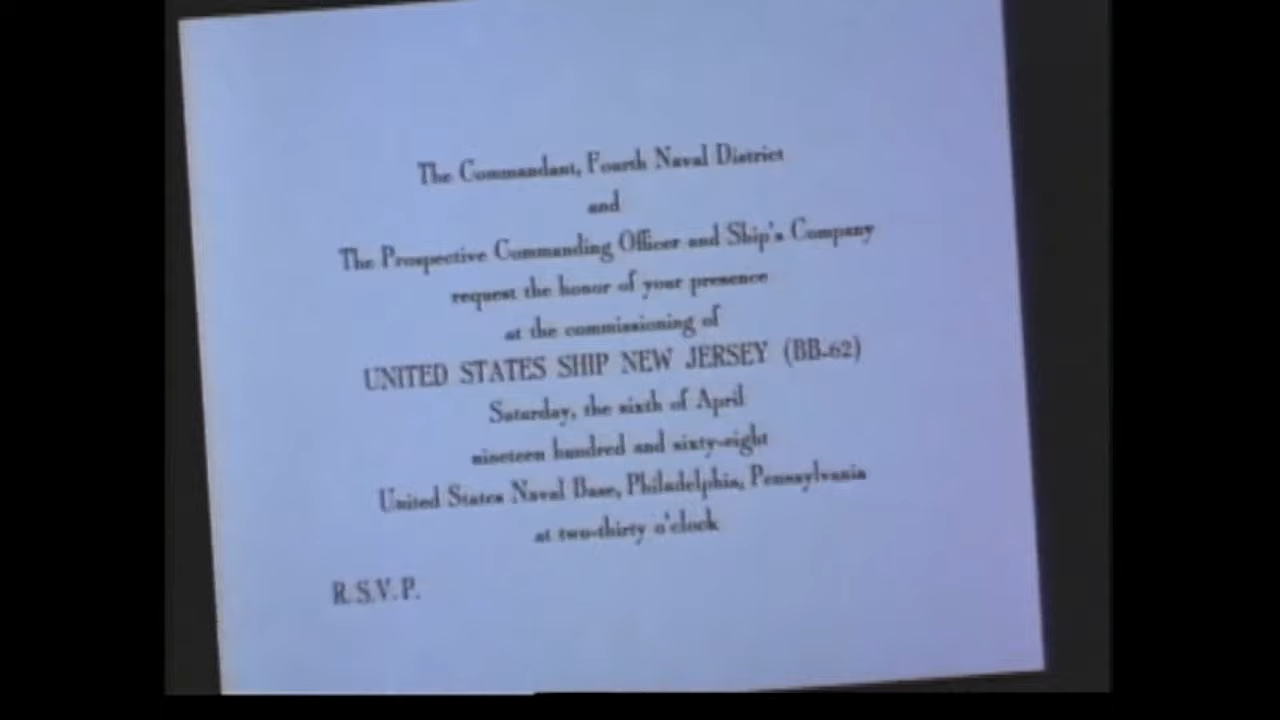 The Commandant, Fourth Naval District
and
The Prospective Commanding Officer and Ship's Company
request the honor of your presence
at the commissioning of
UNITED STATES SHIP NEW JERSEY (BB-62)
Saturday, the sixth of April
nineteen hundred and sixty-eight
United States Naval Base, Philadelphia, Pennsylvania
at two-thirty o'clock
R.S.V.P.